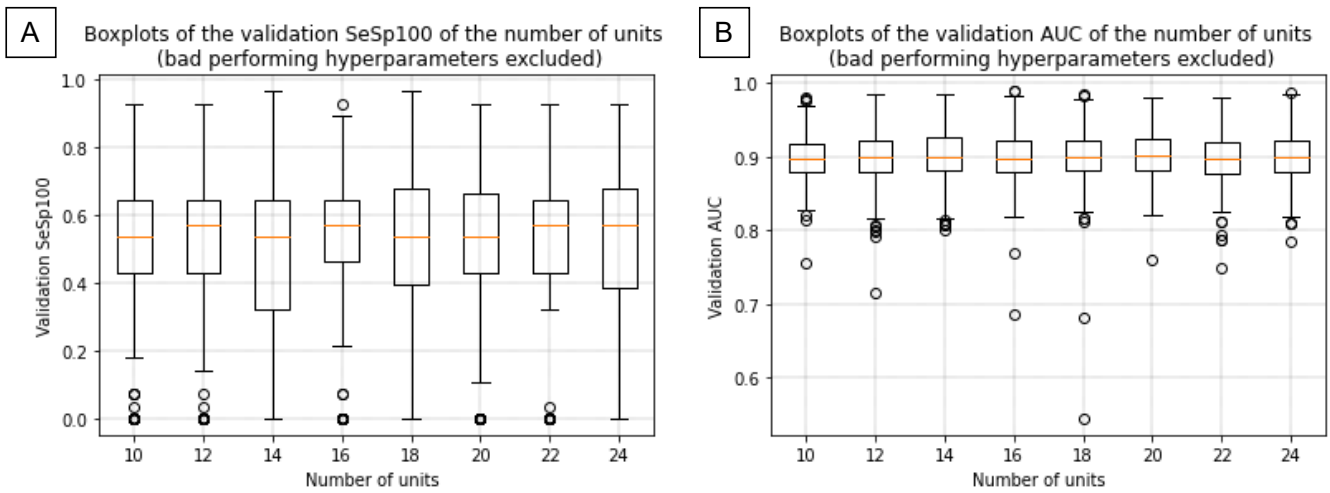 A
Boxplots of the validation SeSp100 of the number of units
(bad performing hyperparameters excluded)
1.0
0.8
0.6
0.4
0.2
0.0
Validation SeSp100
10 12 14 16 18 20 22 24
Number of units
B
Boxplots of the validation AUC of the number of units
(bad performing hyperparameters excluded)
1.0
0.9
0.8
0.7
0.6
Validation AUC
10 12 14 16 18 20 22 24
Number of units